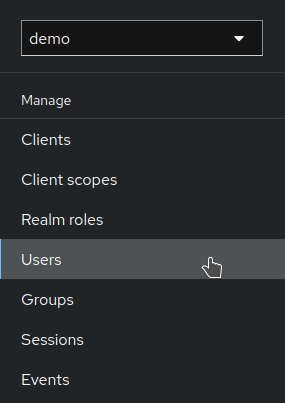 demo
Manage
Clients
Client scopes
Realm roles
Users
Groups
Sessions
Events